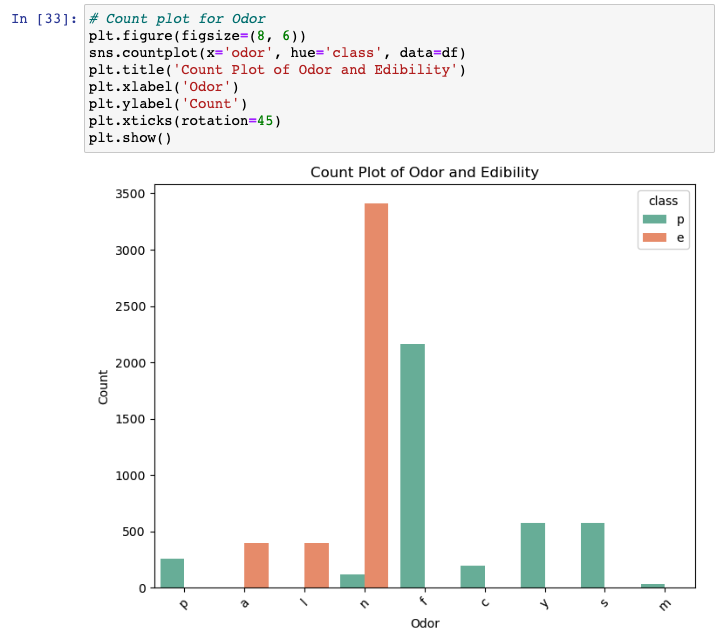 In [33]: # Count plot for Odor
plt.figure(figsize=(8, 6))
sns.countplot(x='odor', hue='class', data=df)
plt.title('Count Plot of Odor and Edibility')
plt.xlabel('Odor')
plt.ylabel('Count')
plt.xticks(rotation=45)
plt.show()
Count Plot of Odor and Edibility
class
p
e
3500
3000
2500
2000
1500
1000
500
0
Count
p a l n f c y s m
Odor